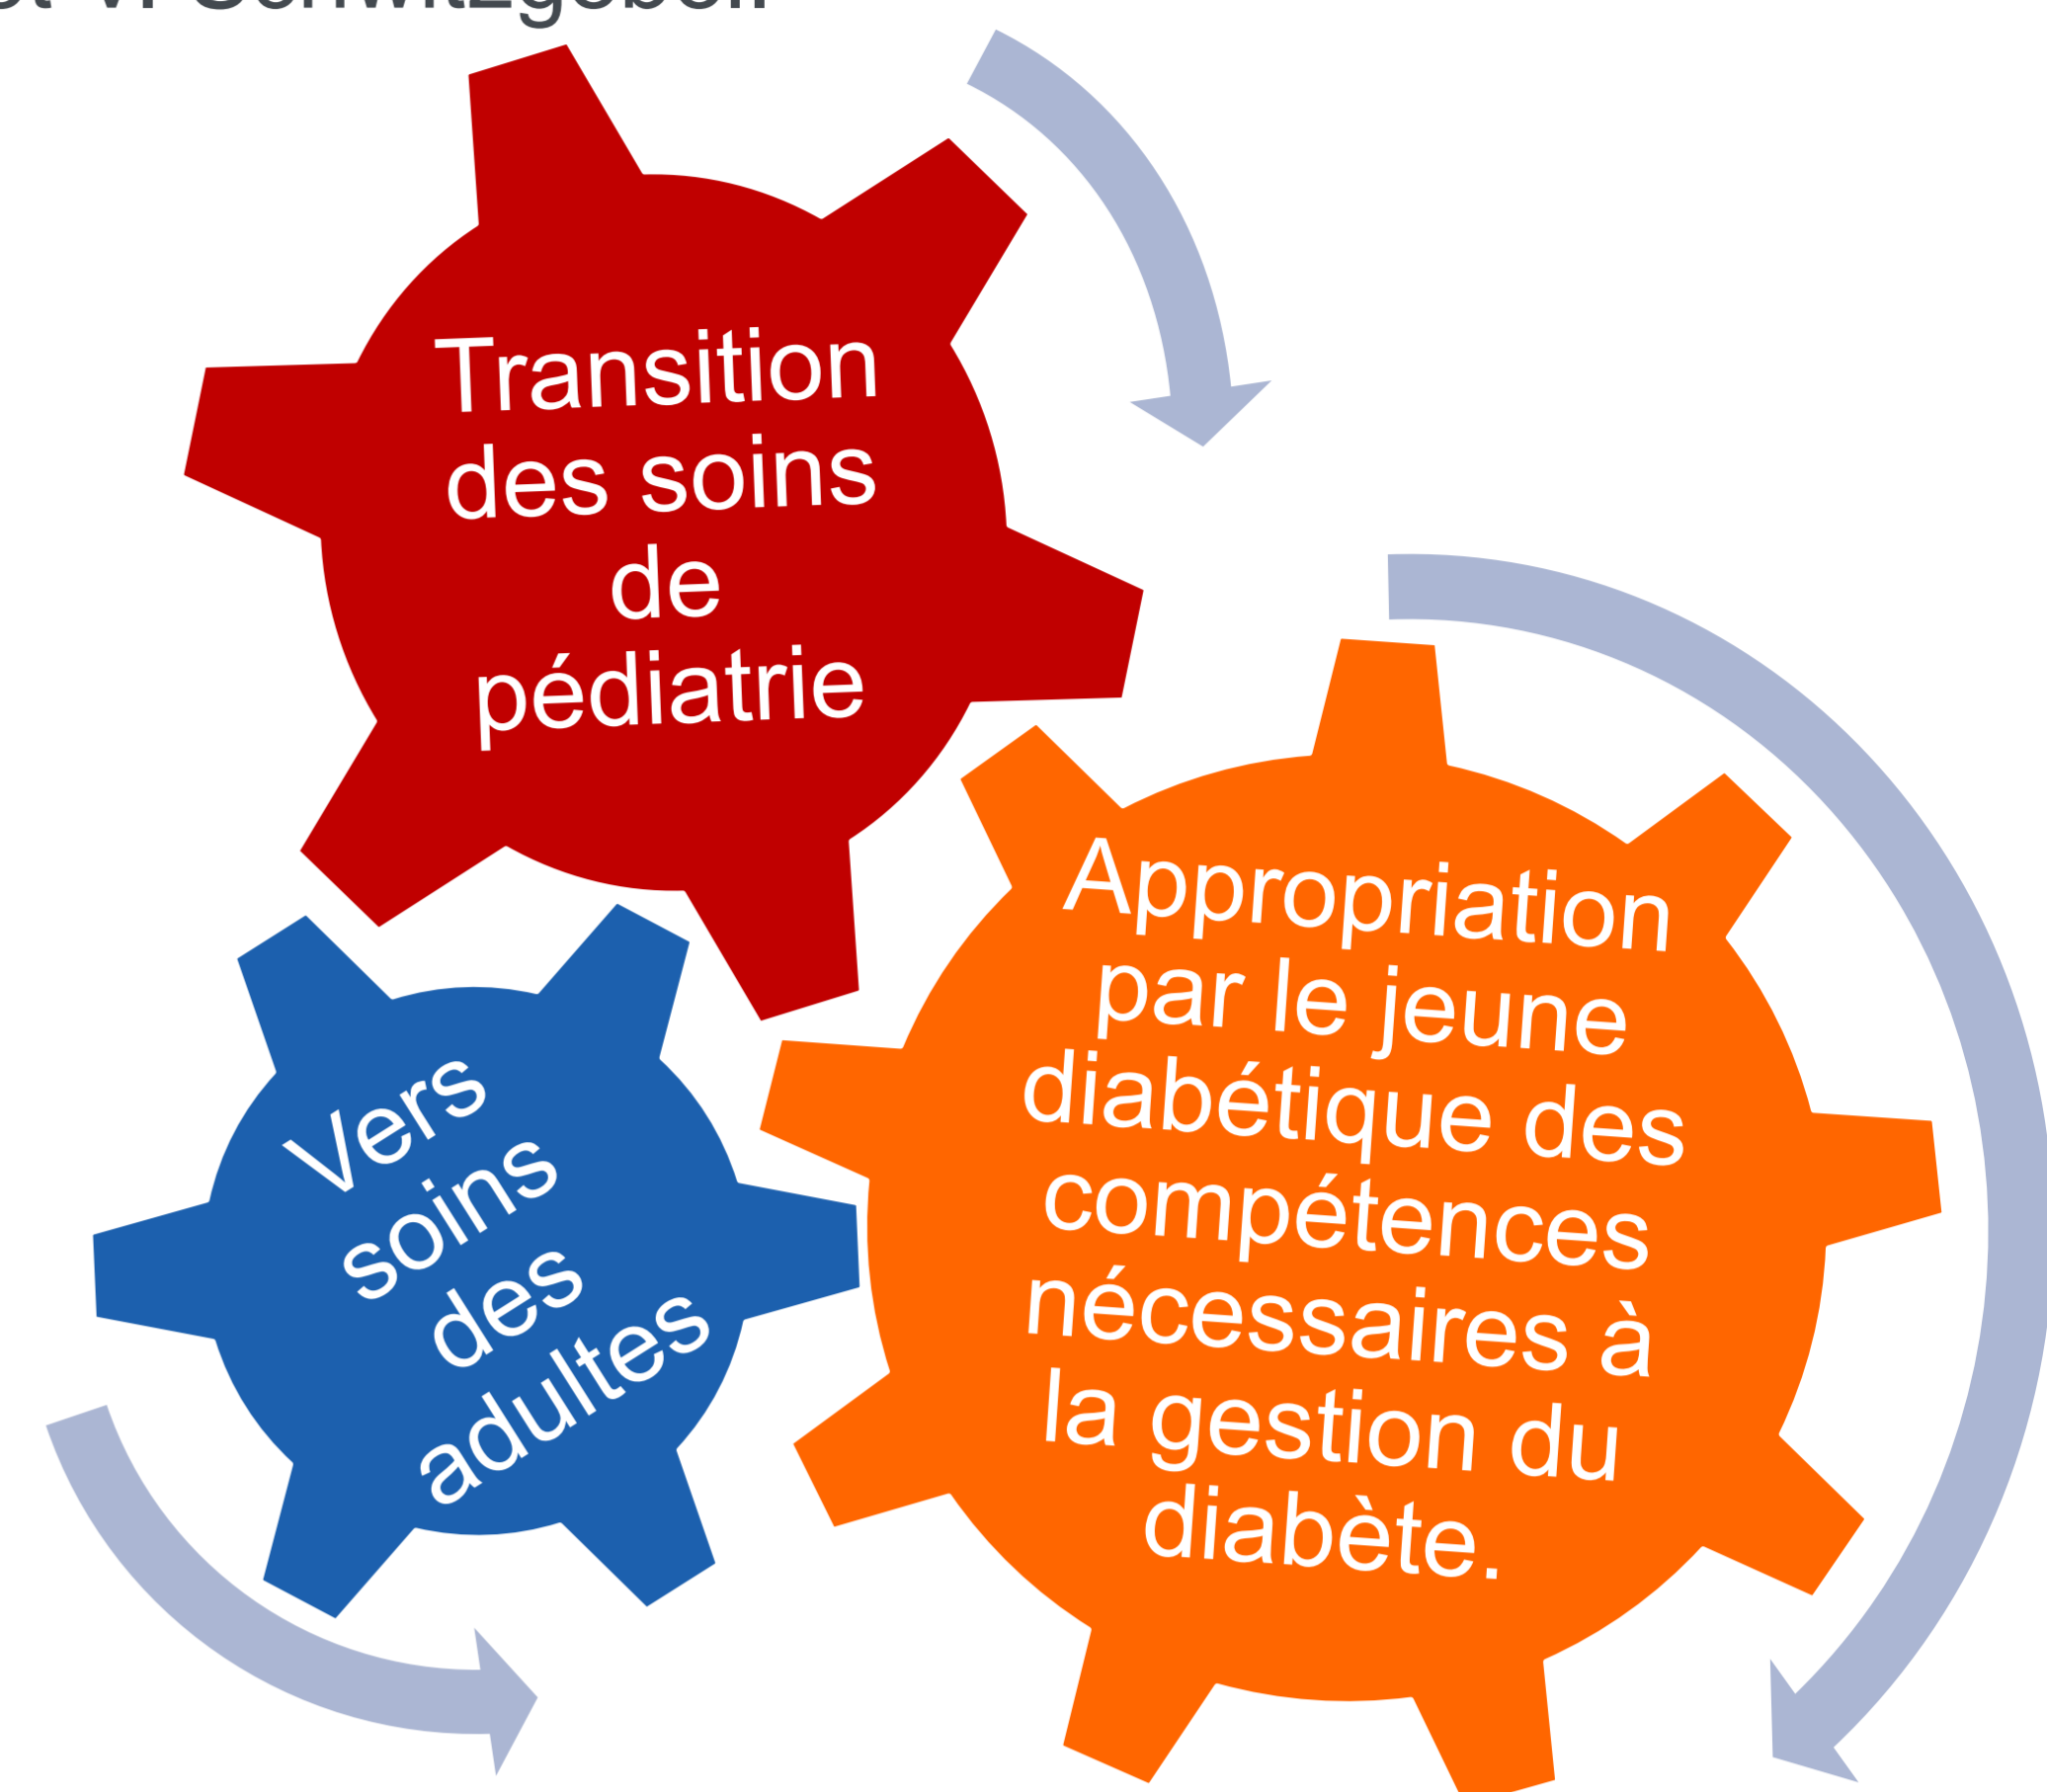 Transition
des soins
de
pédiatrie
Appropriation
par le jeune
diabétique des
compétences
nécessaires à
la gestion du
diabète.
Vers
soins
des
adultes